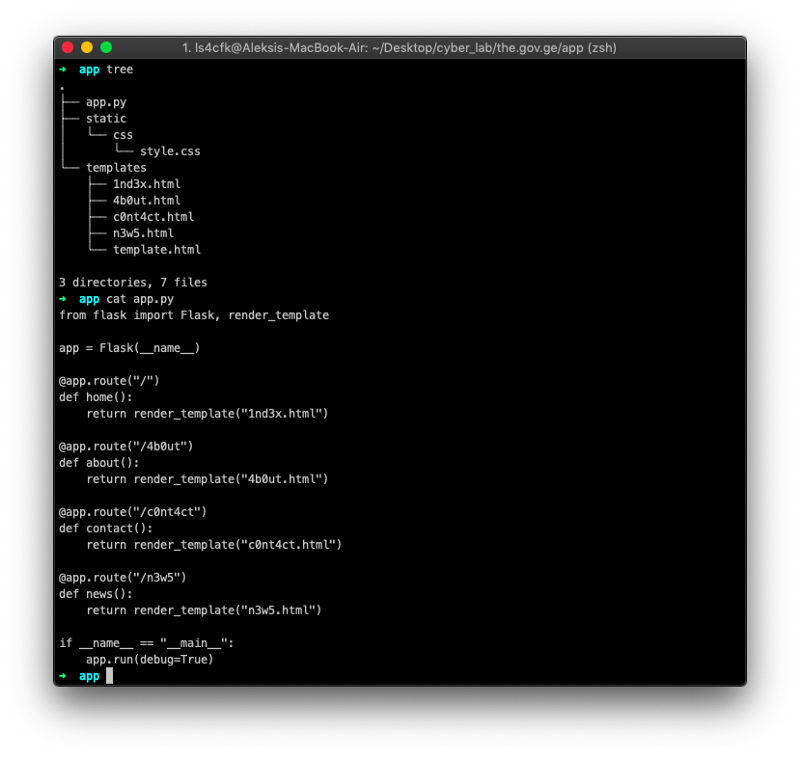 1. ls4cfk@Aleksis-MacBook-Air: ~/Desktop/cyber_lab/the.gov.ge/app (zsh)
➜  app tree
.
├── app.py
├── static
│   └── css
│       └── style.css
└── templates
    ├── 1nd3x.html
    ├── 4b0ut.html
    ├── c0nt4ct.html
    ├── n3w5.html
    └── template.html

3 directories, 7 files
➜  app cat app.py
from flask import Flask, render_template

app = Flask(__name__)

@app.route("/")
def home():
    return render_template("1nd3x.html")

@app.route("/4b0ut")
def about():
    return render_template("4b0ut.html")

@app.route("/c0nt4ct")
def contact():
    return render_template("c0nt4ct.html")

@app.route("/n3w5")
def news():
    return render_template("n3w5.html")

if __name__ == "__main__":
    app.run(debug=True)
➜  app